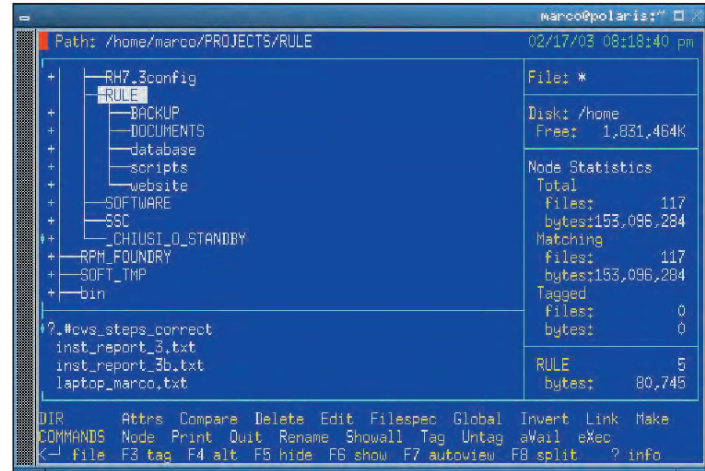 marco@polaris:~
Path: /home/marco/PROJECTS/RULE 02/17/03 08:18:40 pm
+ RH7.3config
RULE
+ BACKUP
+ DOCUMENTS
+ database
+ scripts
+ website
+ SOFTWARE
+ SSC
+ _CHIUSI_O_STANDBY
+ RPM_FOUNDRY
+ SOFT_TMP
+ bin
?.#cvs_steps_correct
inst_report_3.txt
inst_report_3b.txt
laptop_marco.txt
File: *
Disk: /home
Free: 1,831,464K
Node Statistics
Total
files: 117
bytes:153,096,284
Matching
files: 117
bytes:153,096,284
Tagged
files: 0
bytes: 0
RULE 5
bytes: 80,745
DIR Attrs Compare Delete Edit Filespec Global Invert Link Make
COMMANDS Node Print Quit Rename Showall Tag Untag aVail eXec
<─┘ file F3 tag F4 alt F5 hide F6 show F7 autoview F8 split ? info